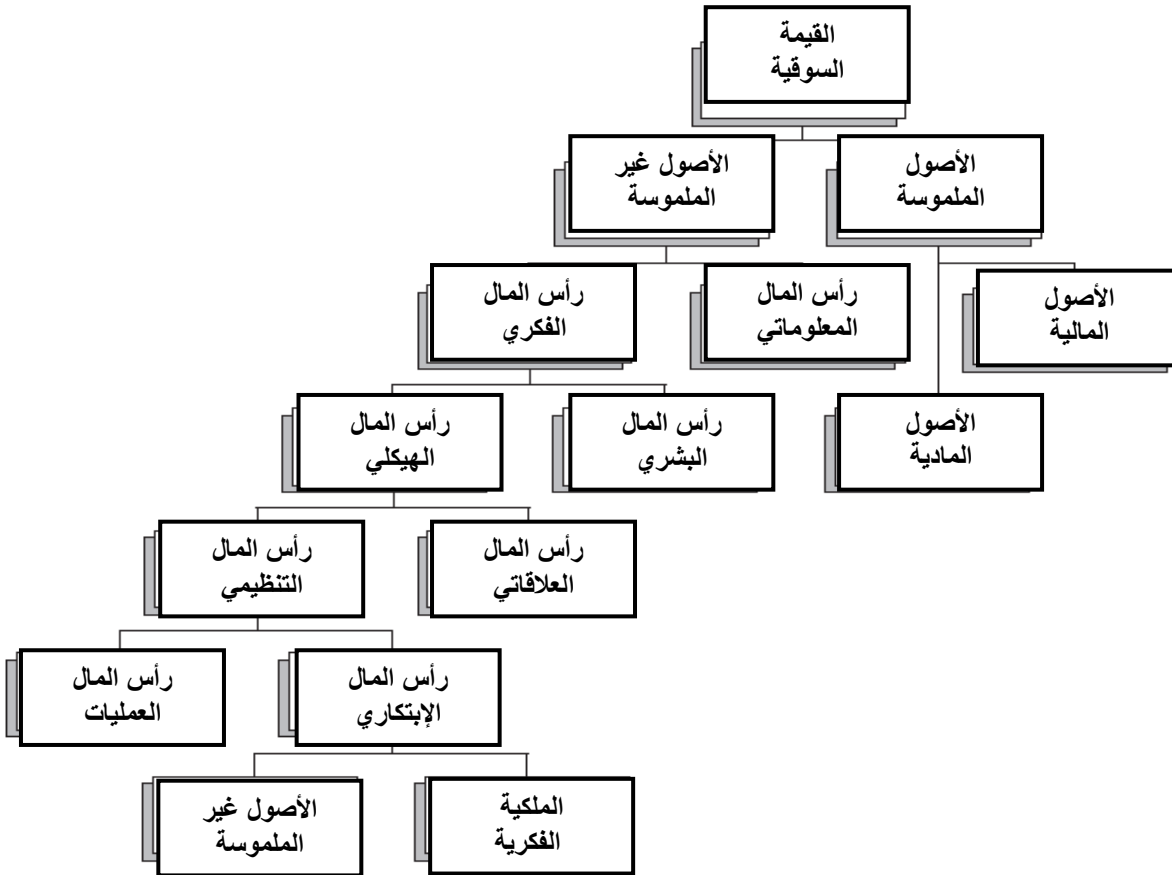 القيمة
السوقية
الأصول
الملموسة
الأصول غير
الملموسة
الأصول
المالية
رأس المال
المعلوماتي
رأس المال
الفكري
الأصول
المادية
رأس المال
البشري
رأس المال
الهيكلي
رأس المال
العلاقاتي
رأس المال
التنظيمي
رأس المال
الإبتكاري
رأس المال
العمليات
الملكية
الفكرية
الأصول غير
الملموسة